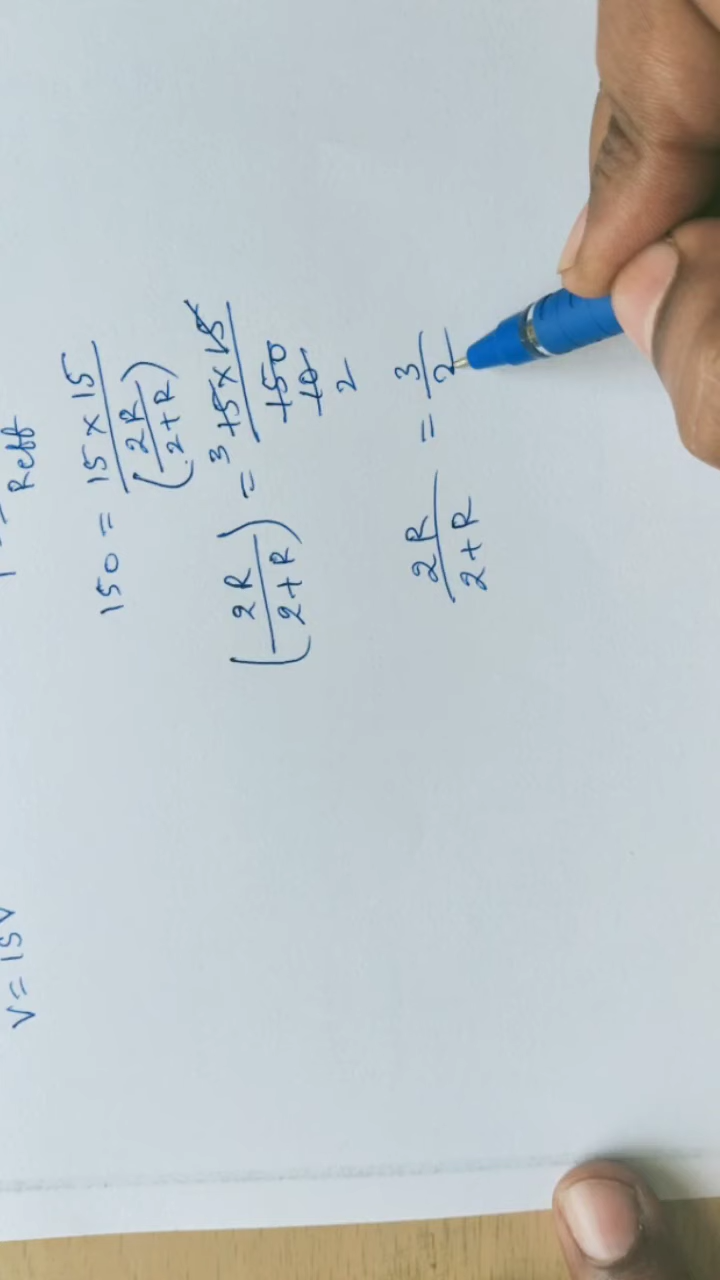 Reff
V = 15V
150 = 15 × 15 / (2R / 2+R)
(2R / 2+R) = 3 15 × 15 / 150 10 2
2R / 2+R = 3 / 2